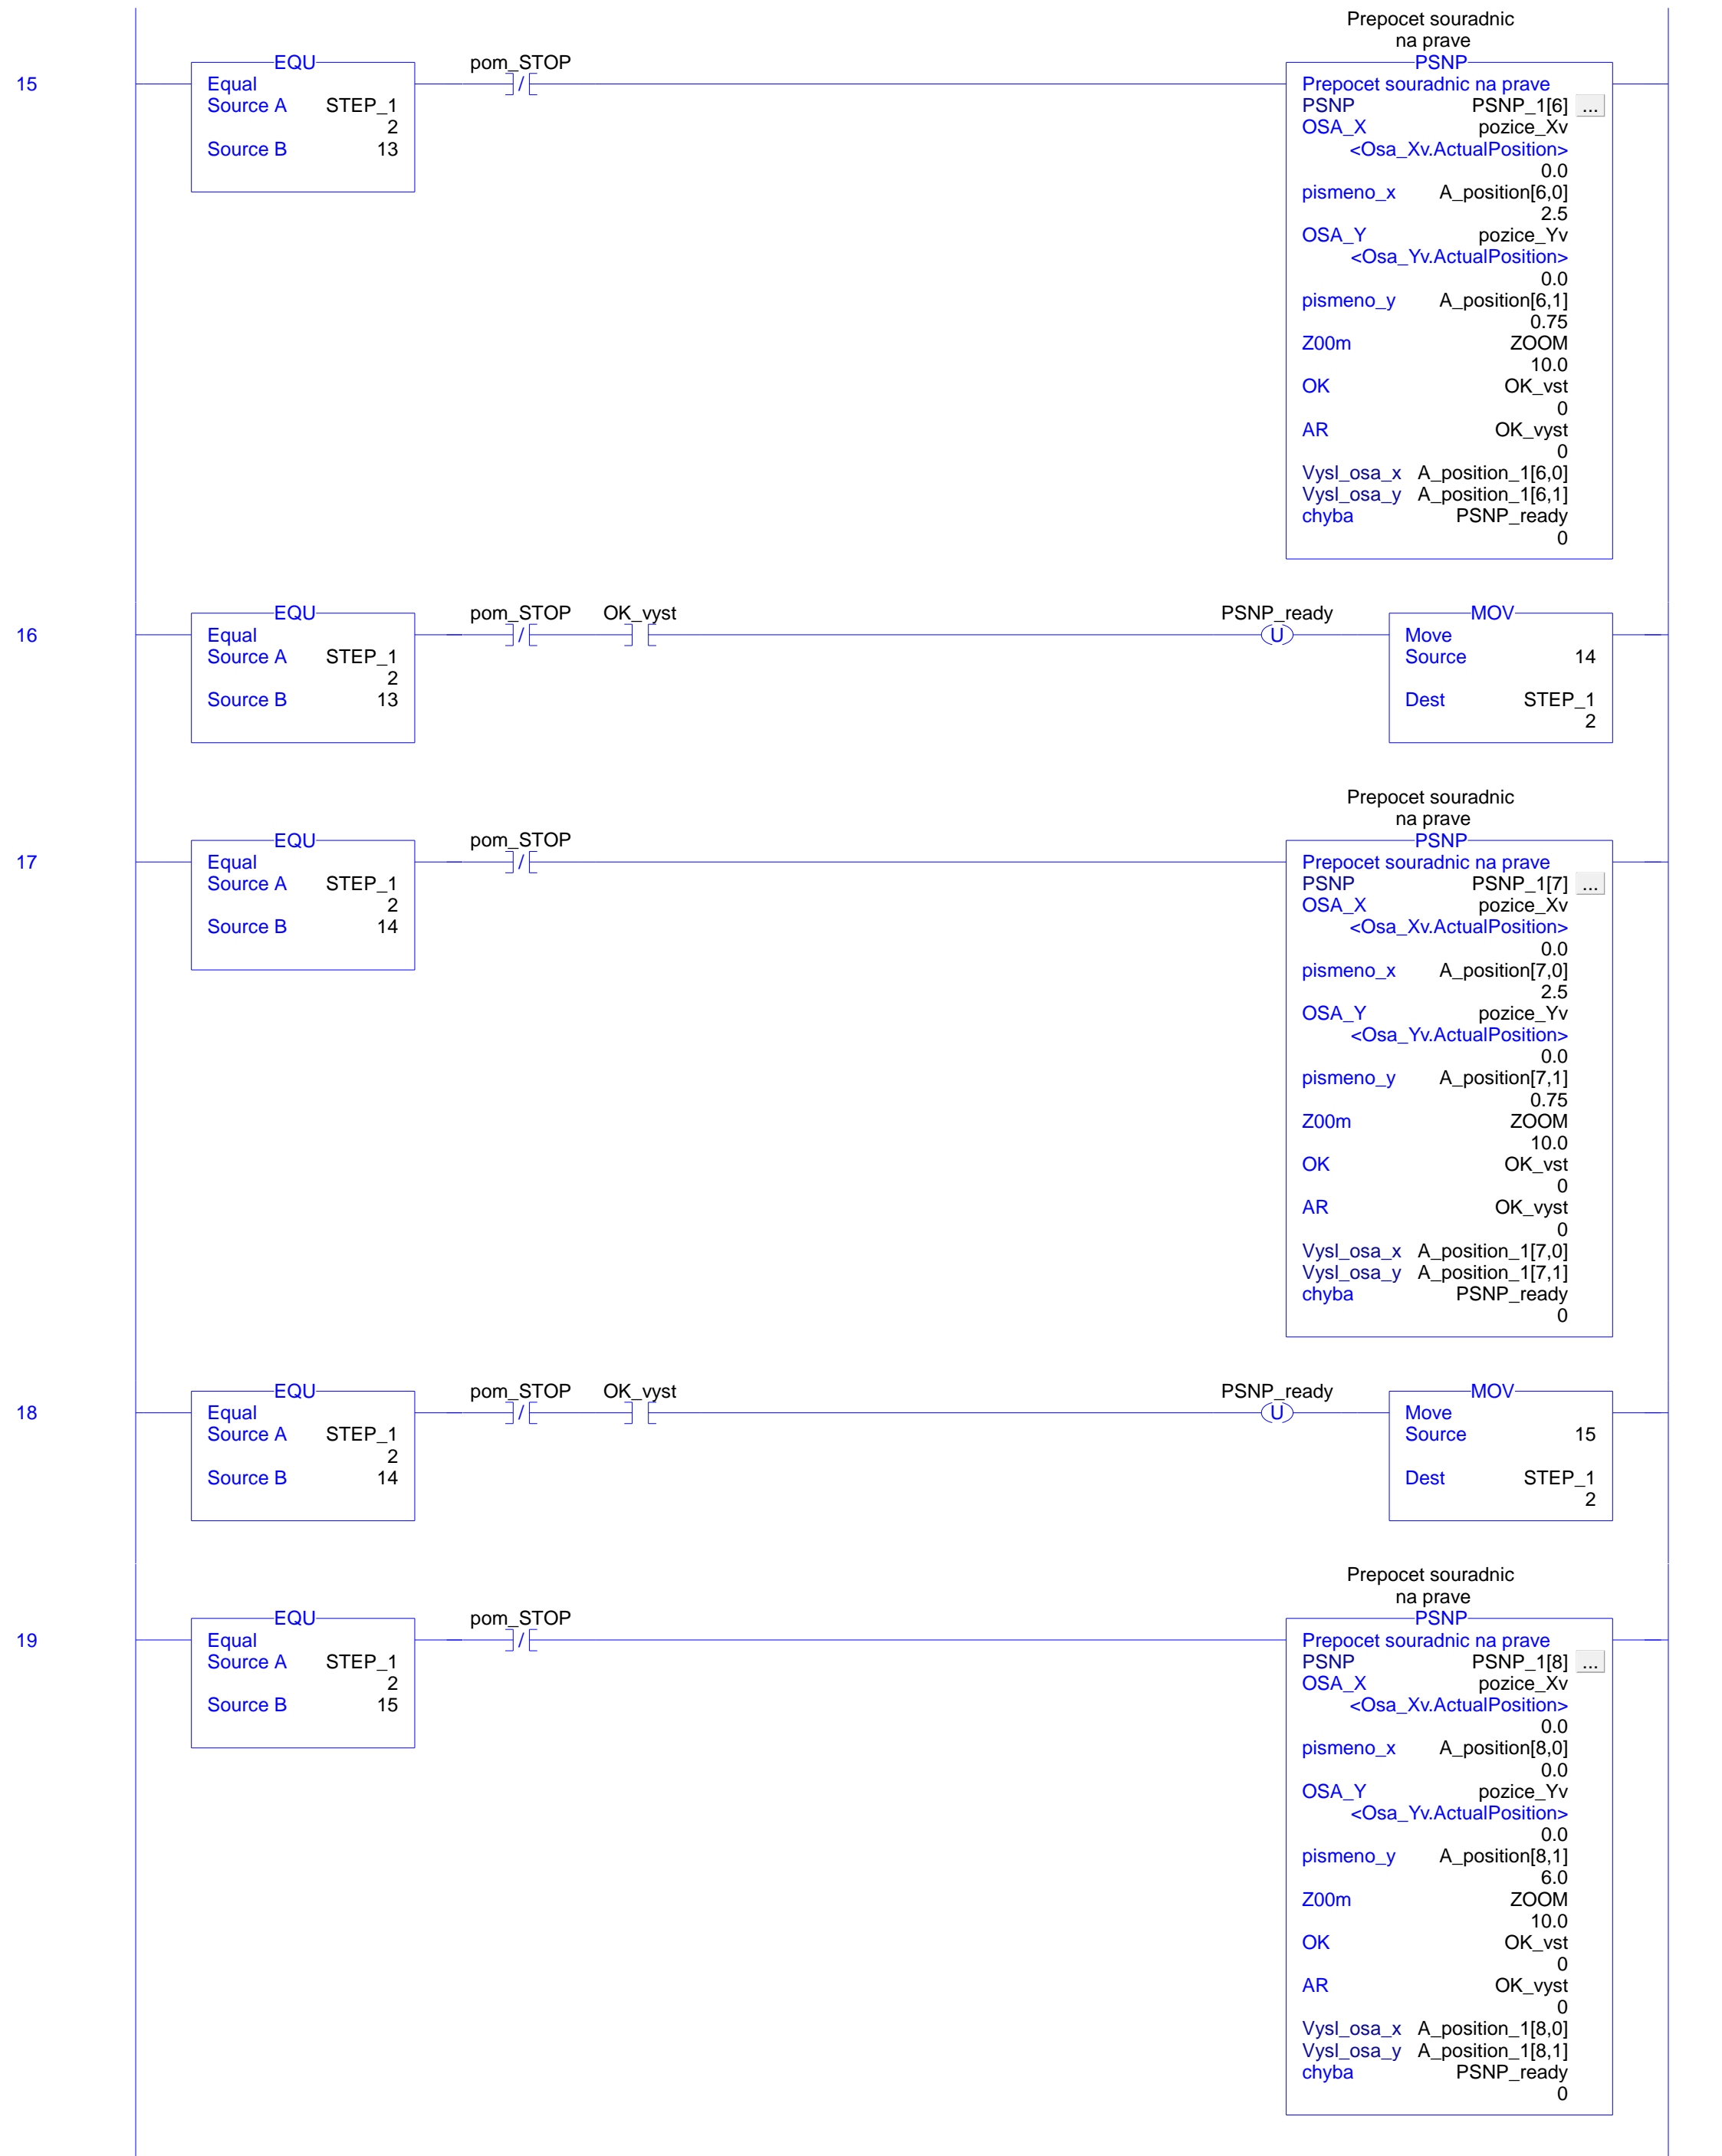 Prepocet souradnic
na prave
15
EQU
Equal
Source A STEP_1
2
Source B 13
pom_STOP
/
PSNP
Prepocet souradnic na prave
PSNP PSNP_1[6] ...
OSA_X pozice_Xv
<Osa_Xv.ActualPosition>
0.0
pismeno_x A_position[6,0]
2.5
OSA_Y pozice_Yv
<Osa_Yv.ActualPosition>
0.0
pismeno_y A_position[6,1]
0.75
Z00m ZOOM
10.0
OK OK_vst
0
AR OK_vyst
0
Vysl_osa_x A_position_1[6,0]
Vysl_osa_y A_position_1[6,1]
chyba PSNP_ready
0
16
EQU
Equal
Source A STEP_1
2
Source B 13
pom_STOP
/
OK_vyst
PSNP_ready
U
MOV
Move
Source 14
Dest STEP_1
2
Prepocet souradnic
na prave
17
EQU
Equal
Source A STEP_1
2
Source B 14
pom_STOP
/
PSNP
Prepocet souradnic na prave
PSNP PSNP_1[7] ...
OSA_X pozice_Xv
<Osa_Xv.ActualPosition>
0.0
pismeno_x A_position[7,0]
2.5
OSA_Y pozice_Yv
<Osa_Yv.ActualPosition>
0.0
pismeno_y A_position[7,1]
0.75
Z00m ZOOM
10.0
OK OK_vst
0
AR OK_vyst
0
Vysl_osa_x A_position_1[7,0]
Vysl_osa_y A_position_1[7,1]
chyba PSNP_ready
0
18
EQU
Equal
Source A STEP_1
2
Source B 14
pom_STOP
/
OK_vyst
PSNP_ready
U
MOV
Move
Source 15
Dest STEP_1
2
Prepocet souradnic
na prave
19
EQU
Equal
Source A STEP_1
2
Source B 15
pom_STOP
/
PSNP
Prepocet souradnic na prave
PSNP PSNP_1[8] ...
OSA_X pozice_Xv
<Osa_Xv.ActualPosition>
0.0
pismeno_x A_position[8,0]
0.0
OSA_Y pozice_Yv
<Osa_Yv.ActualPosition>
0.0
pismeno_y A_position[8,1]
6.0
Z00m ZOOM
10.0
OK OK_vst
0
AR OK_vyst
0
Vysl_osa_x A_position_1[8,0]
Vysl_osa_y A_position_1[8,1]
chyba PSNP_ready
0